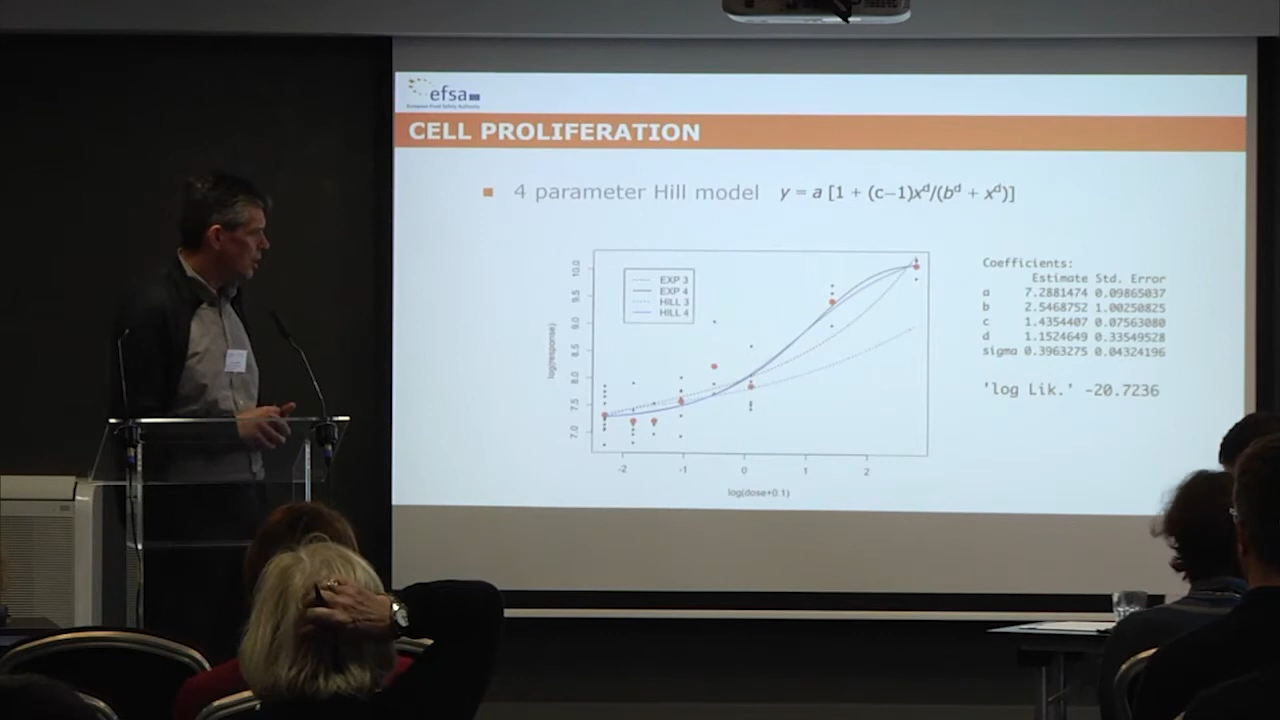 efsa
European Food Safety Authority
CELL PROLIFERATION
4 parameter Hill model y = a [1 + (c−1)xᵈ/(bᵈ + xᵈ)]
EXP 3
EXP 4
HILL 3
HILL 4
log(response)
10.0
9.5
9.0
8.5
8.0
7.5
7.0
-2 -1 0 1 2
log(dose+0.1)
Coefficients:
Estimate Std. Error
a 7.2881474 0.09865037
b 2.5468752 1.00250825
c 1.4354407 0.07563080
d 1.1524649 0.33549528
sigma 0.3963275 0.04324196
'log Lik.' -20.7236